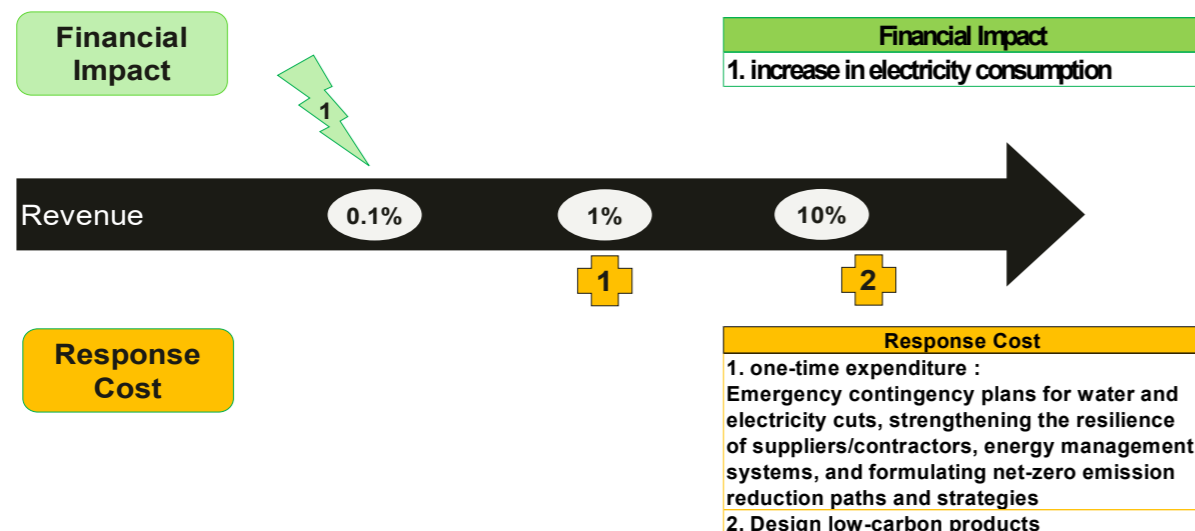 Financial
Impact
Financial Impact
1. increase in electricity consumption
1
Revenue
0.1%
1%
10%
1
2
Response
Cost
Response Cost
1. one-time expenditure :
Emergency contingency plans for water and
electricity cuts, strengthening the resilience
of suppliers/contractors, energy management
systems, and formulating net-zero emission
reduction paths and strategies
2. Design low-carbon products